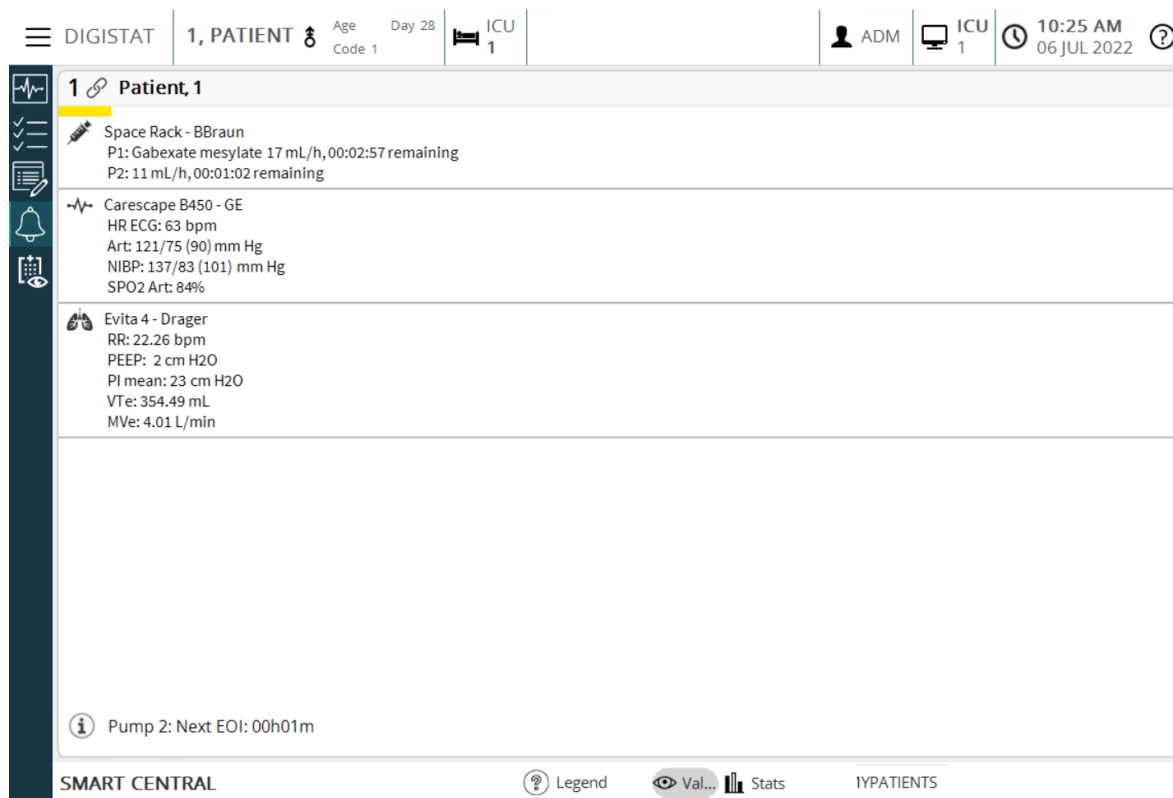 DIGISTAT
1, PATIENT
Age
Day 28
Code 1
ICU
1
ADM
ICU
1
10:25 AM
06 JUL 2022
?
1 Patient, 1
Space Rack - BBraun
P1: Gabexate mesylate 17 mL/h, 00:02:57 remaining
P2: 11 mL/h, 00:01:02 remaining
Carescape B450 - GE
HR ECG: 63 bpm
Art: 121/75 (90) mm Hg
NIBP: 137/83 (101) mm Hg
SPO2 Art: 84%
Evita 4 - Drager
RR: 22.26 bpm
PEEP: 2 cm H2O
PI mean: 23 cm H2O
VTe: 354.49 mL
MVe: 4.01 L/min
i Pump 2: Next EOI: 00h01m
SMART CENTRAL
? Legend
Val...
Stats
YPATIENTS